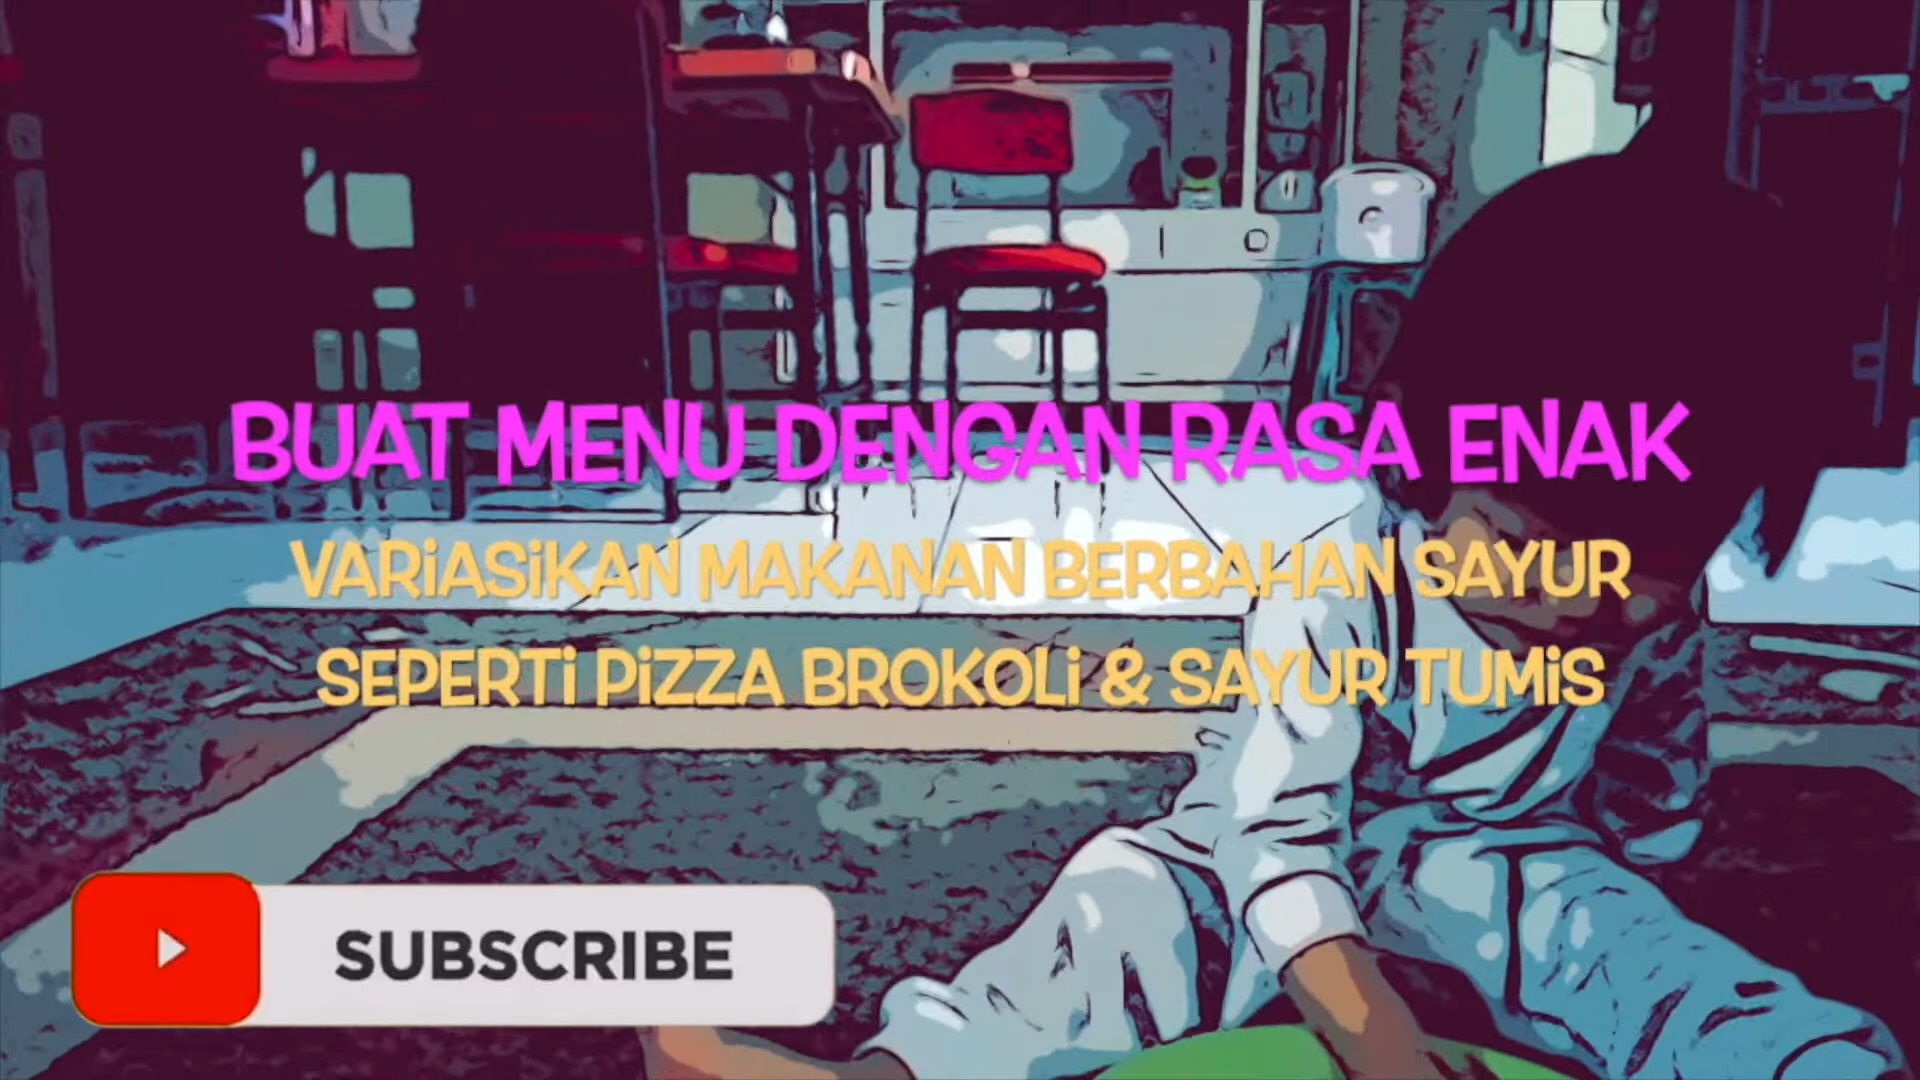 BUAT MENU DENGAN RASA ENAK
VARiASiKAN MAKANAN BERBAHAN SAYUR
SEPERTi PiZZA BROKOLi & SAYUR TUMiS
SUBSCRIBE